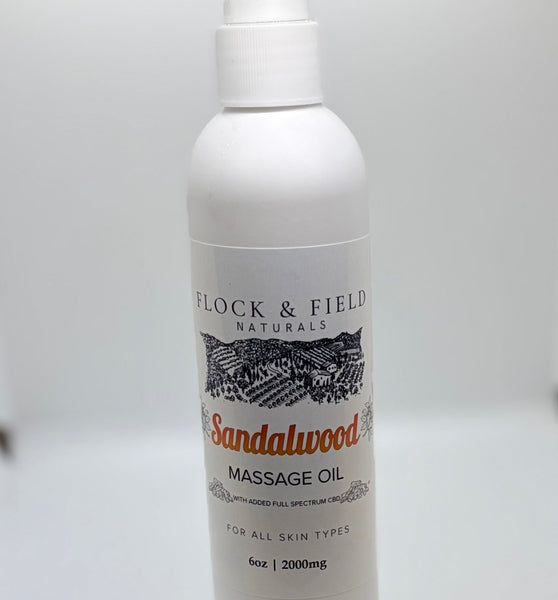 FLOCK & FIELD
NATURALS
Sandalwood
MASSAGE OIL
WITH ADDED FULL SPECTRUM CBD
FOR ALL SKIN TYPES
6oz | 2000mg